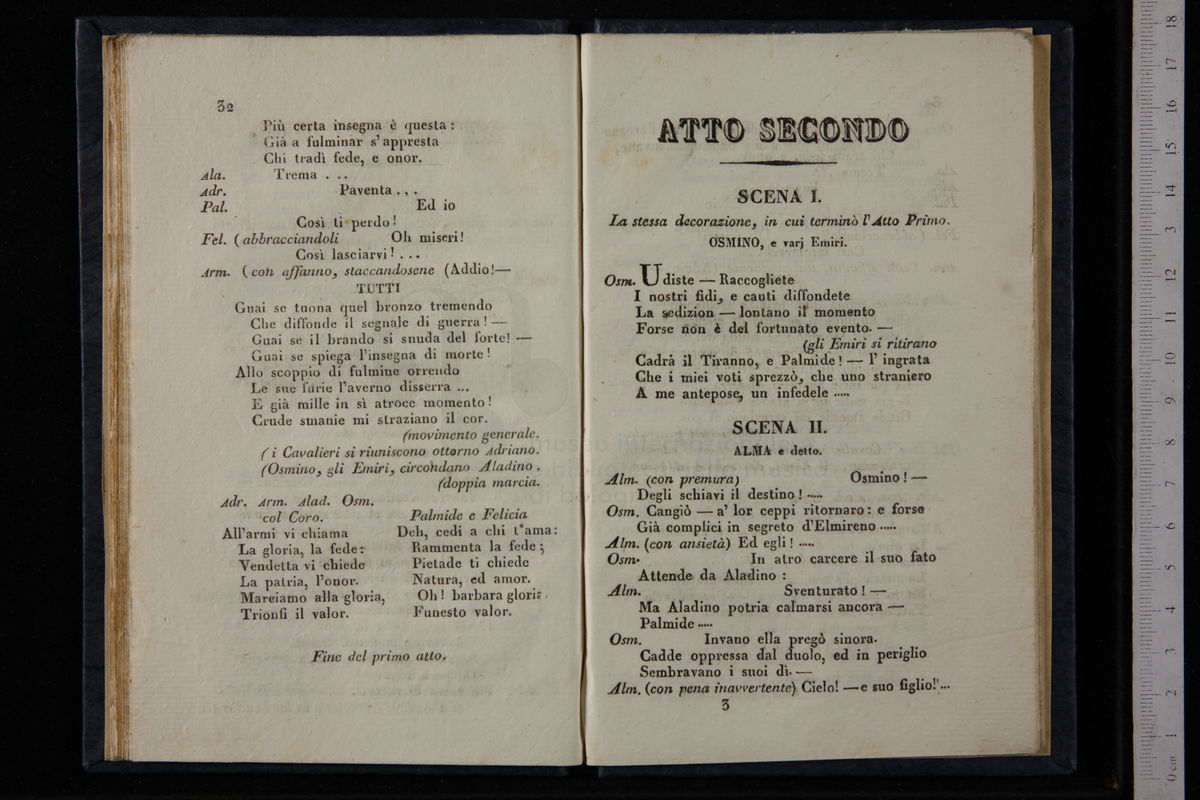 32
Più certa insegna è questa :
Già a fulminar s' appresta
Chi tradì fede, e onor.
Ala. Trema . . .
Adr. Paventa . . .
Pal. Ed io
Così ti perdo !
Fel. ( abbracciandoli Oh miseri !
Così lasciarvi ! . . .
Arm. ( con affanno, staccandosene (Addio!—
TUTTI
Guai se tuona quel bronzo tremendo
Che diffonde il segnale di guerra ! —
Guai se il brando si snuda del forte! —
Guai se spiega l'insegna di morte !
Allo scoppio di fulmine orrendo
Le sue furie l'averno disserra ...
E già mille in sì atroce momento !
Crude smanie mi straziano il cor.
(movimento generale.
( i Cavalieri si riuniscono ottorno Adriano.
(Osmino, gli Emiri, circondano Aladino .
(doppia marcia.
Adr. Arm. Alad. Osm.
col Coro.
All'armi vi chiama
La gloria, la fede:
Vendetta vi chiede
La patria, l'onor.
Marciamo alla gloria,
Trionfi il valor.
Palmide e Felicia
Deh, cedi a chi t'ama:
Rammenta la fede ;
Pietade ti chiede
Natura, ed amor.
Oh ! barbara gloria,
Funesto valor.
Fine del primo atto.
ATTO SECONDO
SCENA I.
La stessa decorazione, in cui terminò l'Atto Primo.
OSMINO, e varj Emiri.
Osm. Udiste — Raccogliete
I nostri fidi, e cauti diffondete
La sedizion — lontano il momento
Forse non è del fortunato evento. —
(gli Emiri si ritirano
Cadrà il Tiranno, e Palmide ! — l' ingrata
Che i miei voti sprezzò, che uno straniero
A me antepose, un infedele .....
SCENA II.
ALMA e detto.
Alm. (con premura) Osmino ! —
Degli schiavi il destino ! .....
Osm. Cangiò — a' lor ceppi ritornaro : e forse
Già complici in segreto d'Elmireno .....
Alm. (con ansietà) Ed egli ! .....
Osm. In atro carcere il suo fato
Attende da Aladino :
Alm. Sventurato ! —
Ma Aladino potria calmarsi ancora —
Palmide .....
Osm. Invano ella pregò sinora.
Cadde oppressa dal duolo, ed in periglio
Sembravano i suoi dì. —
Alm. (con pena inavvertente) Cielo! —e suo figlio!...
3